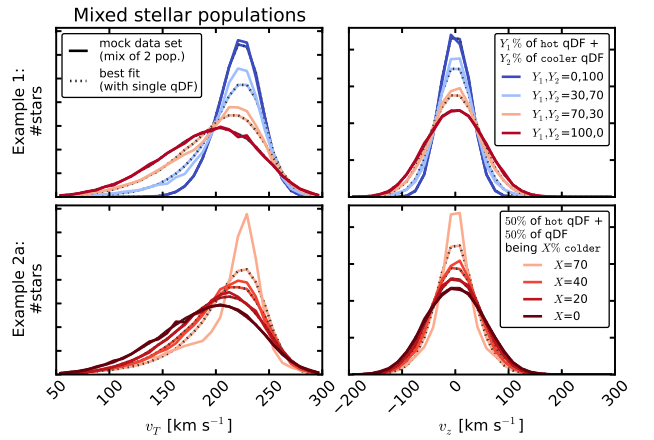 Mixed stellar populations
Example 1:
#stars
mock data set
(mix of 2 pop.)
best fit
(with single qDF)
Y₁% of hot qDF +
Y₂% of cooler qDF
Y₁,Y₂=0,100
Y₁,Y₂=30,70
Y₁,Y₂=70,30
Y₁,Y₂=100,0
Example 2a:
#stars
50% of hot qDF +
50% of qDF
being X% colder
X=70
X=40
X=20
X=0
50 100 150 200 250 300
−200 −100 0 100 200
v_T [km s⁻¹]
v_z [km s⁻¹]